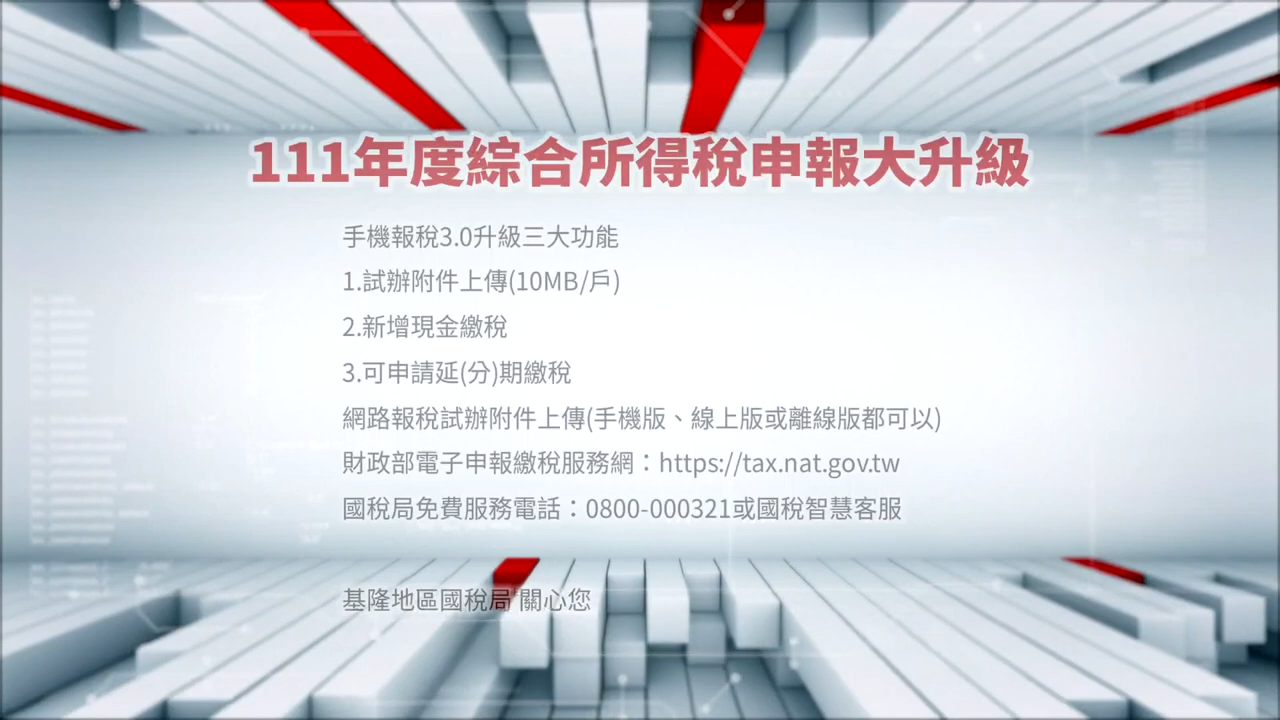 111年度綜合所得稅申報大升級
手機報稅3.0升級三大功能
1.試辦附件上傳(10MB/戶)
2.新增現金繳稅
3.可申請延(分)期繳稅
網路報稅試辦附件上傳(手機版、線上版或離線版都可以)
財政部電子申報繳稅服務網：https://tax.nat.gov.tw
國稅局免費服務電話：0800-000321或國稅智慧客服
基隆地區國稅局 關心您